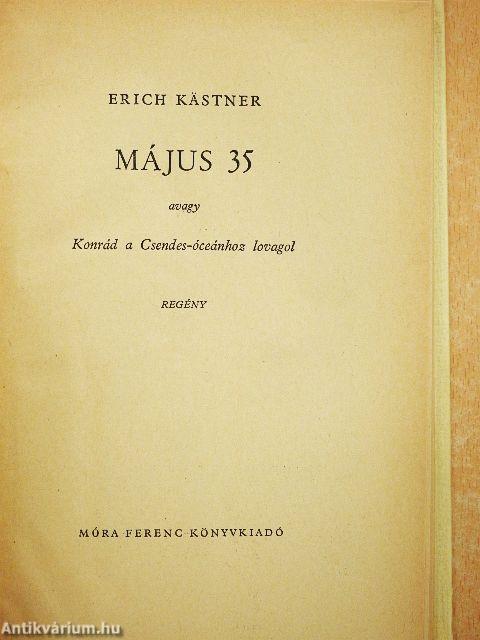 ERICH KÄSTNER
MÁJUS 35
avagy
Konrád a Csendes-óceánhoz lovagol
REGÉNY
MÓRA FERENC KÖNYVKIADÓ
Antikvárium.hu